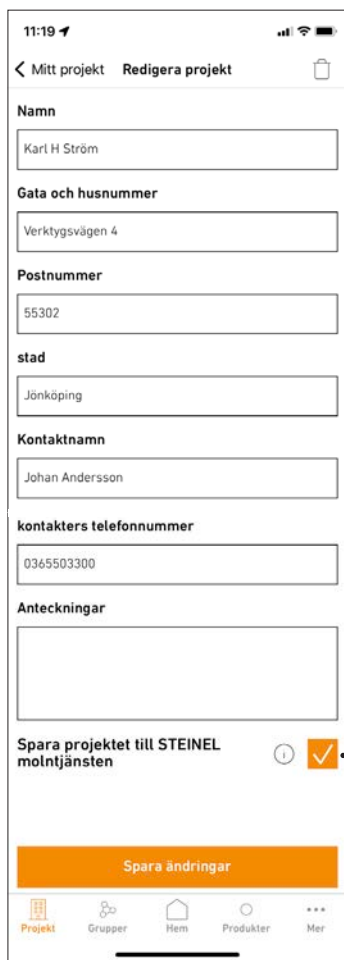 11:19
Mitt projekt Redigera projekt
Namn
Karl H Ström
Gata och husnummer
Verktygsvägen 4
Postnummer
55302
stad
Jönköping
Kontaktnamn
Johan Andersson
kontakters telefonnummer
0365503300
Anteckningar
Spara projektet till STEINEL
molntjänsten
Spara ändringar
Projekt Grupper Hem Produkter Mer